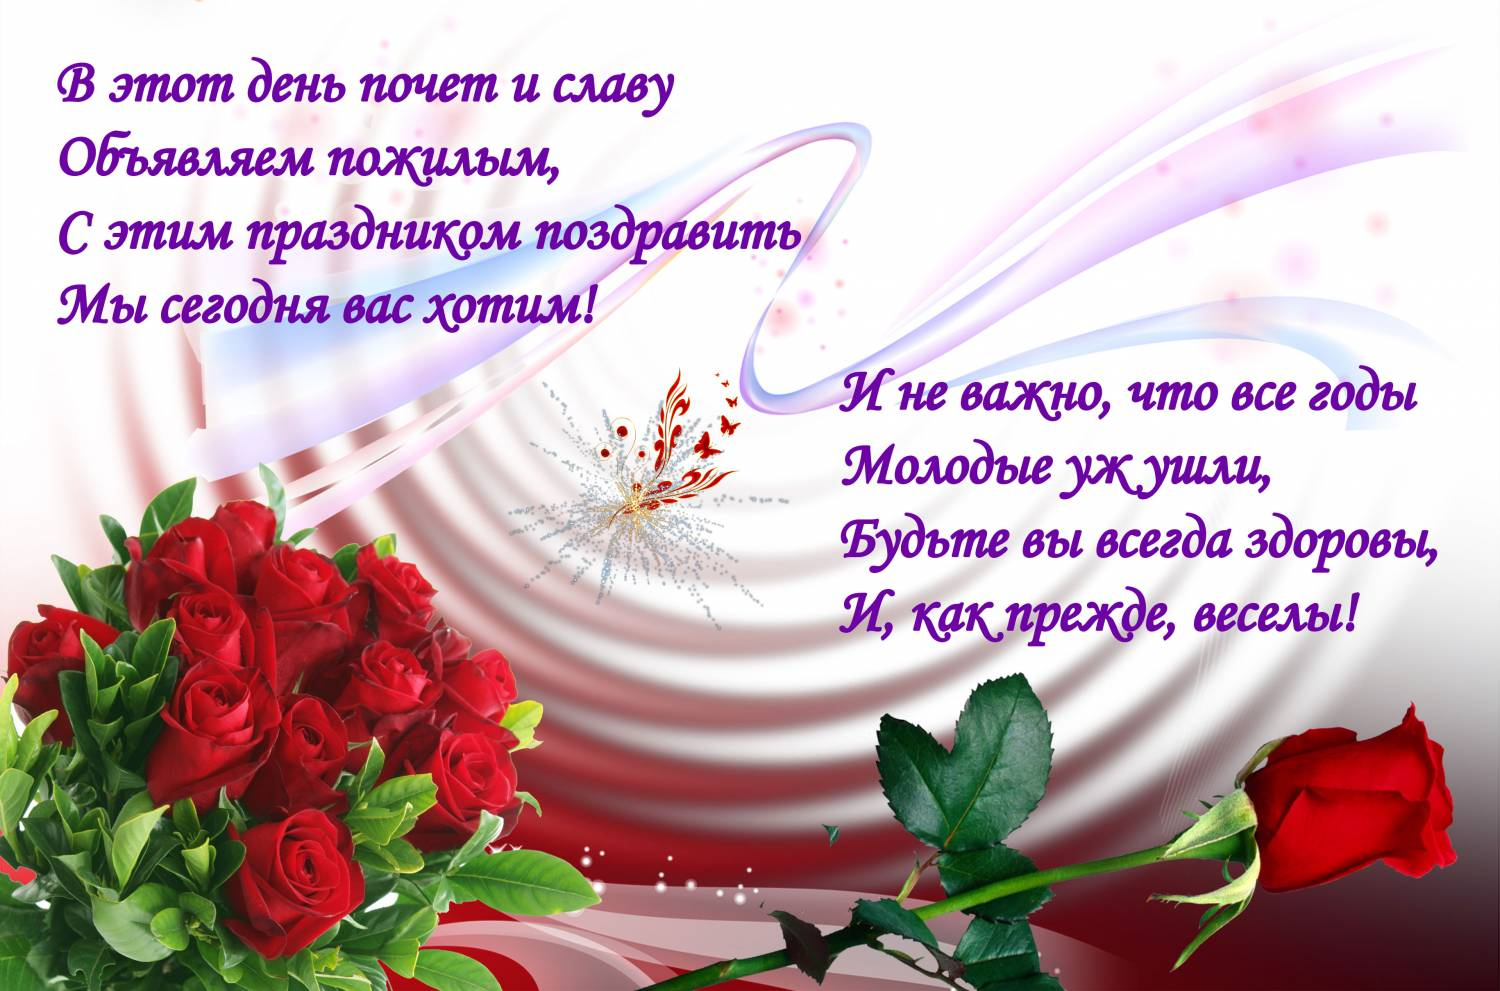 В этот день почет и славу
Объявляем пожилым,
С этим праздником поздравить
Мы сегодня вас хотим!
И не важно, что все годы
Молодые уж ушли,
Будьте вы всегда здоровы,
И, как прежде, веселы!